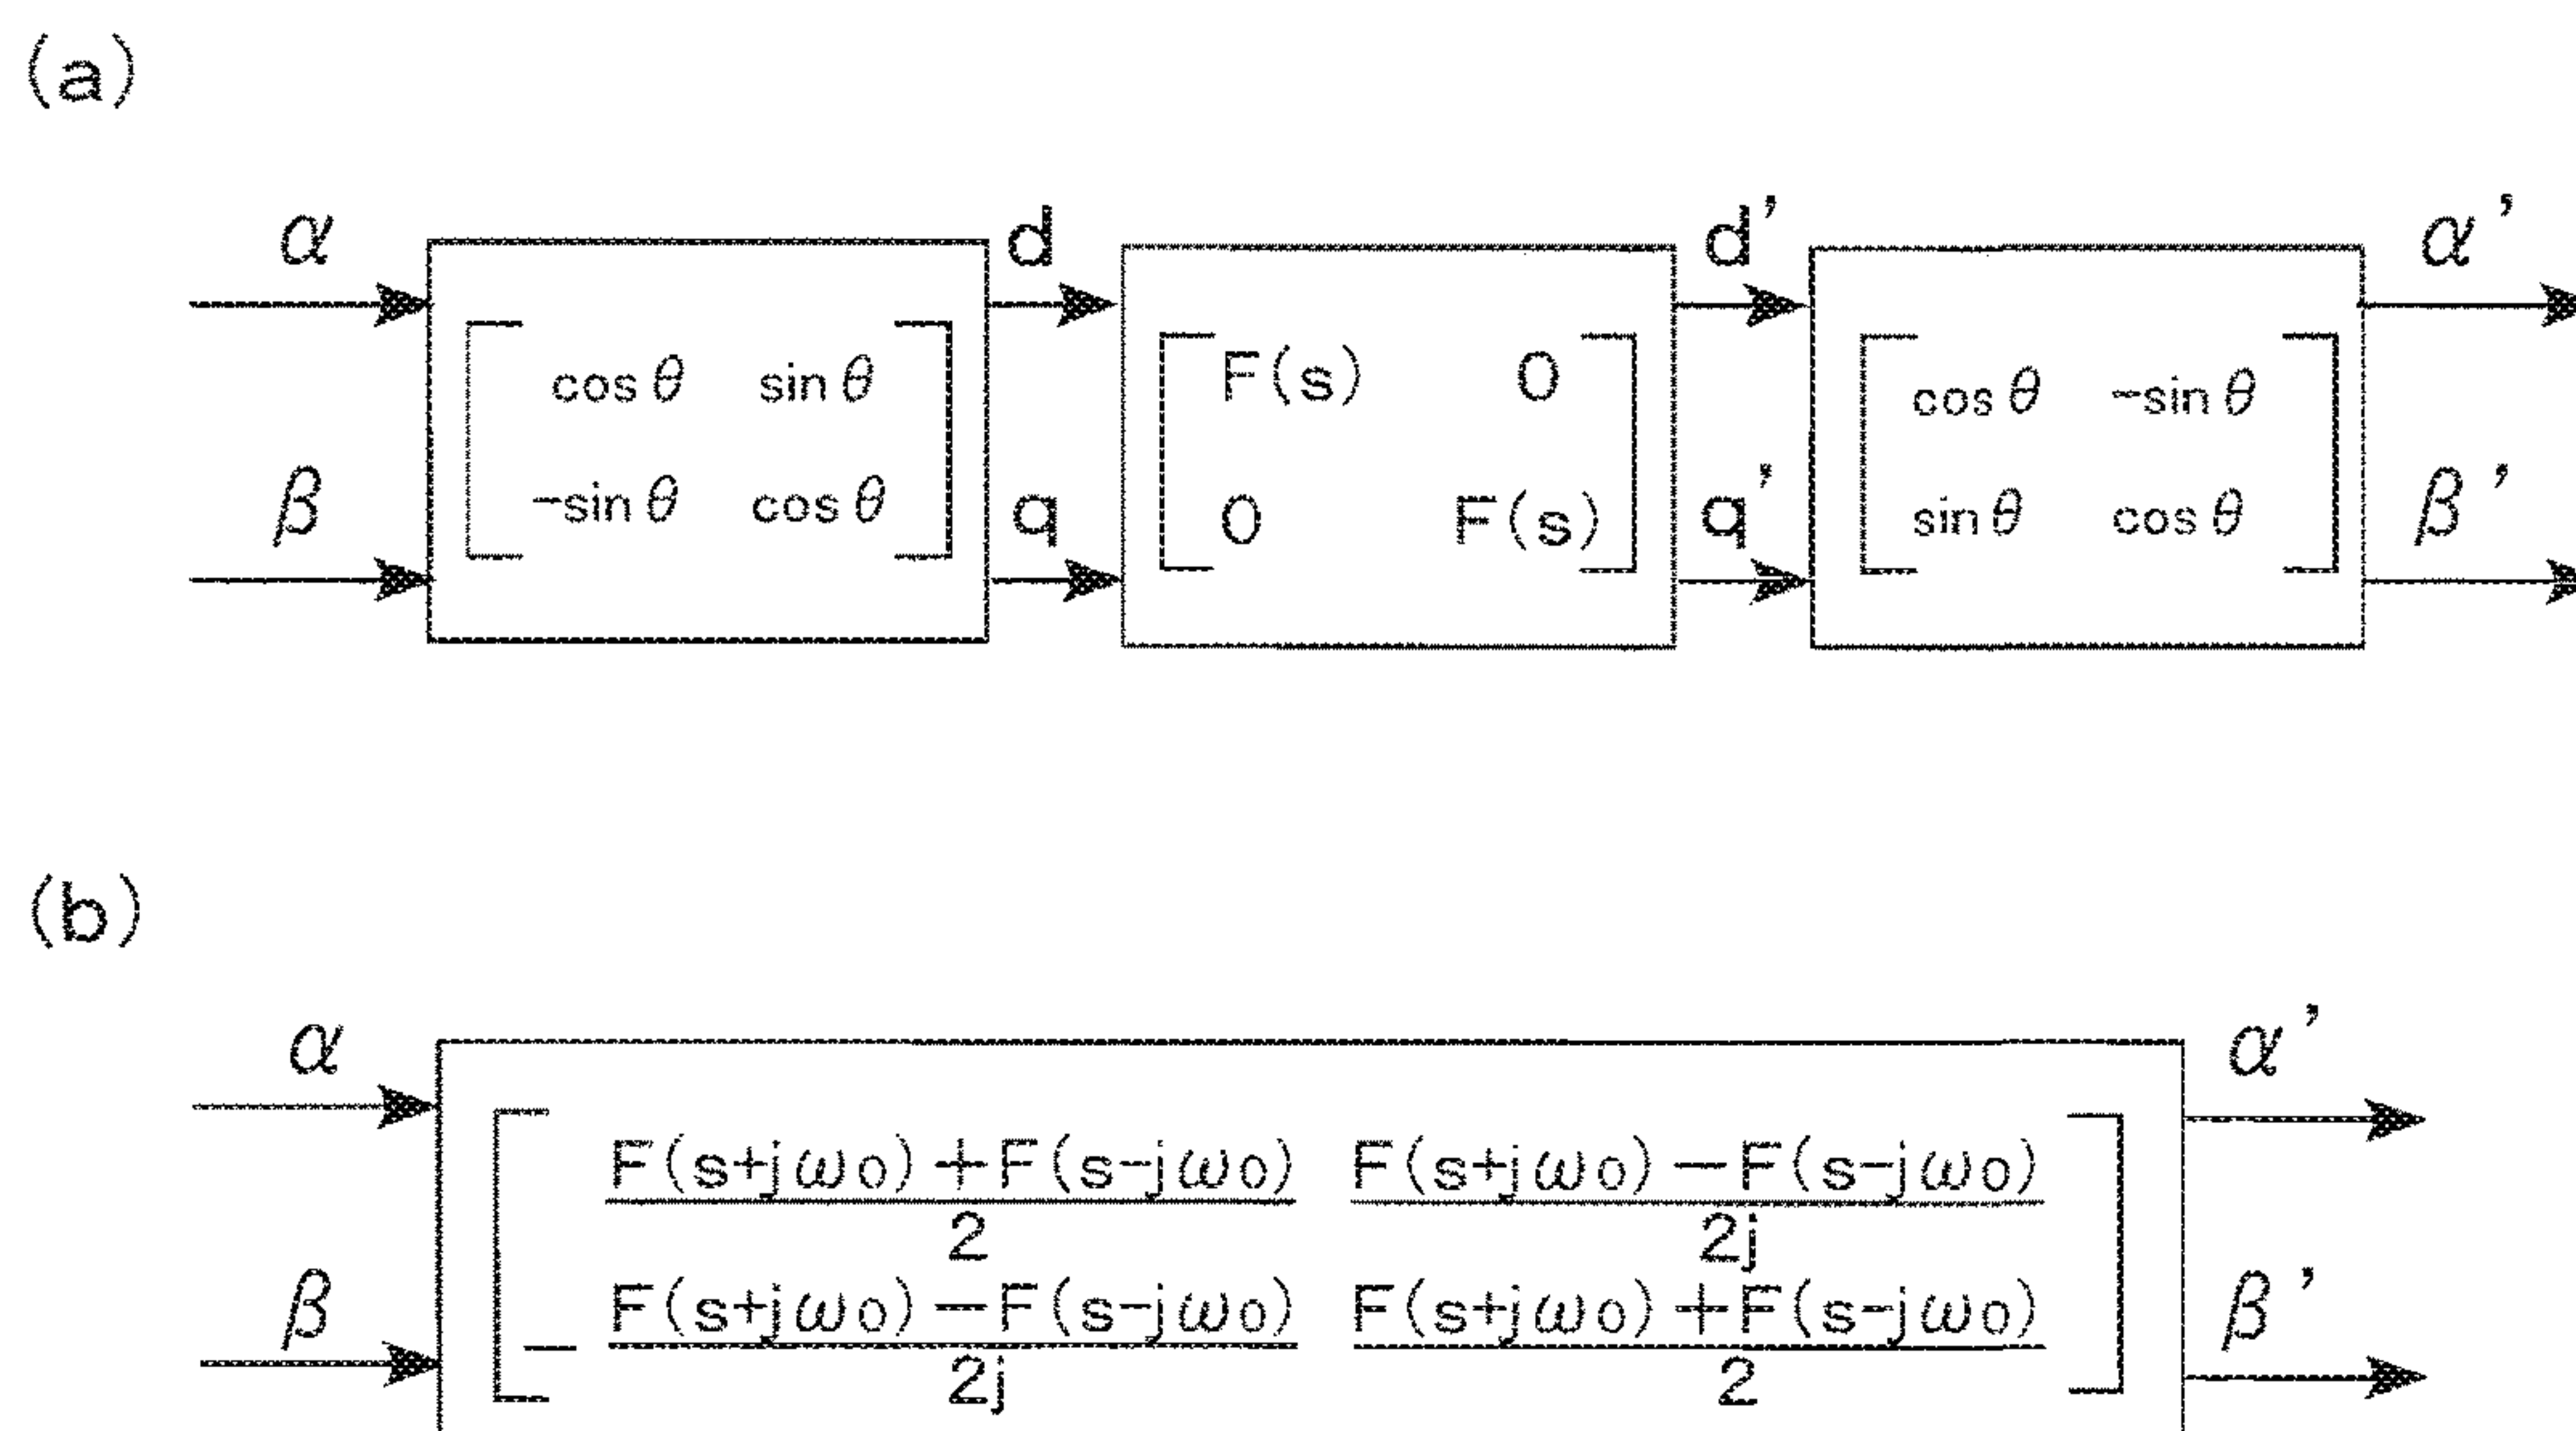 (a)
α d d' α'
cos θ sin θ F(s) 0 cos θ -sin θ
-sin θ cos θ 0 F(s) sin θ cos θ
β q q' β'
(b)
α α'
F(s+jω0)+F(s-jω0) F(s+jω0)-F(s-jω0)
2 2j
β - F(s+jω0)-F(s-jω0) F(s+jω0)+F(s-jω0) β'
2j 2